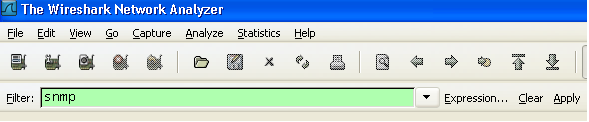 The Wireshark Network Analyzer
File Edit View Go Capture Analyze Statistics Help
Filter: snmp Expression... Clear Apply